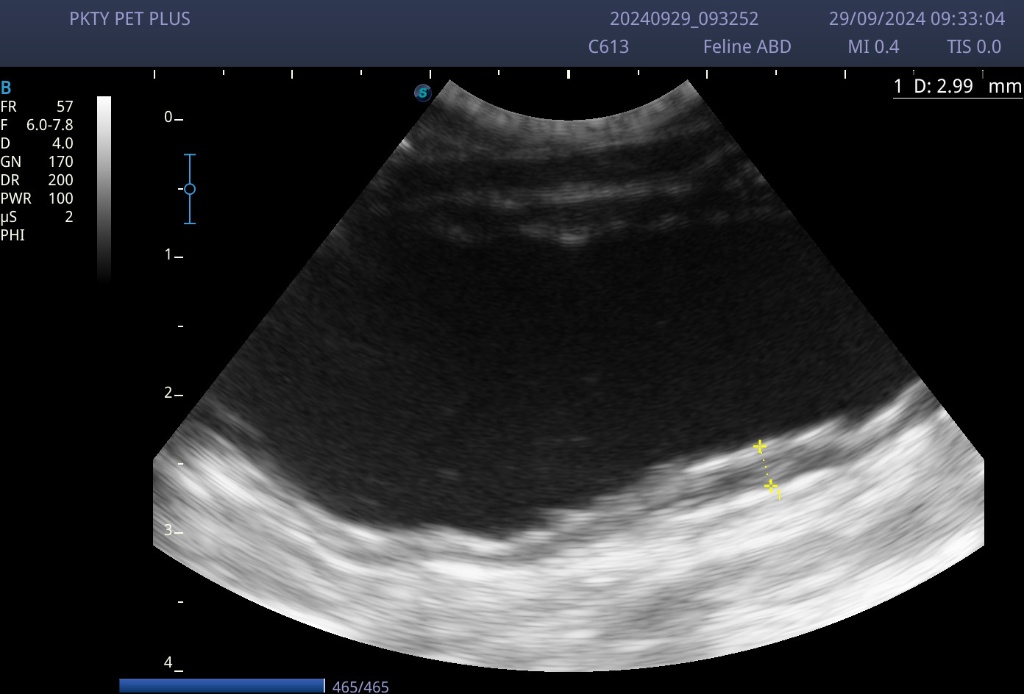 PKTY PET PLUS
20240929_093252
29/09/2024 09:33:04
C613
Feline ABD
MI 0.4
TIS 0.0
B
FR 57
F 6.0-7.8
D 4.0
GN 170
DR 200
PWR 100
µS 2
PHI
S
1 D: 2.99 mm
0
1
2
3
4
1
465/465